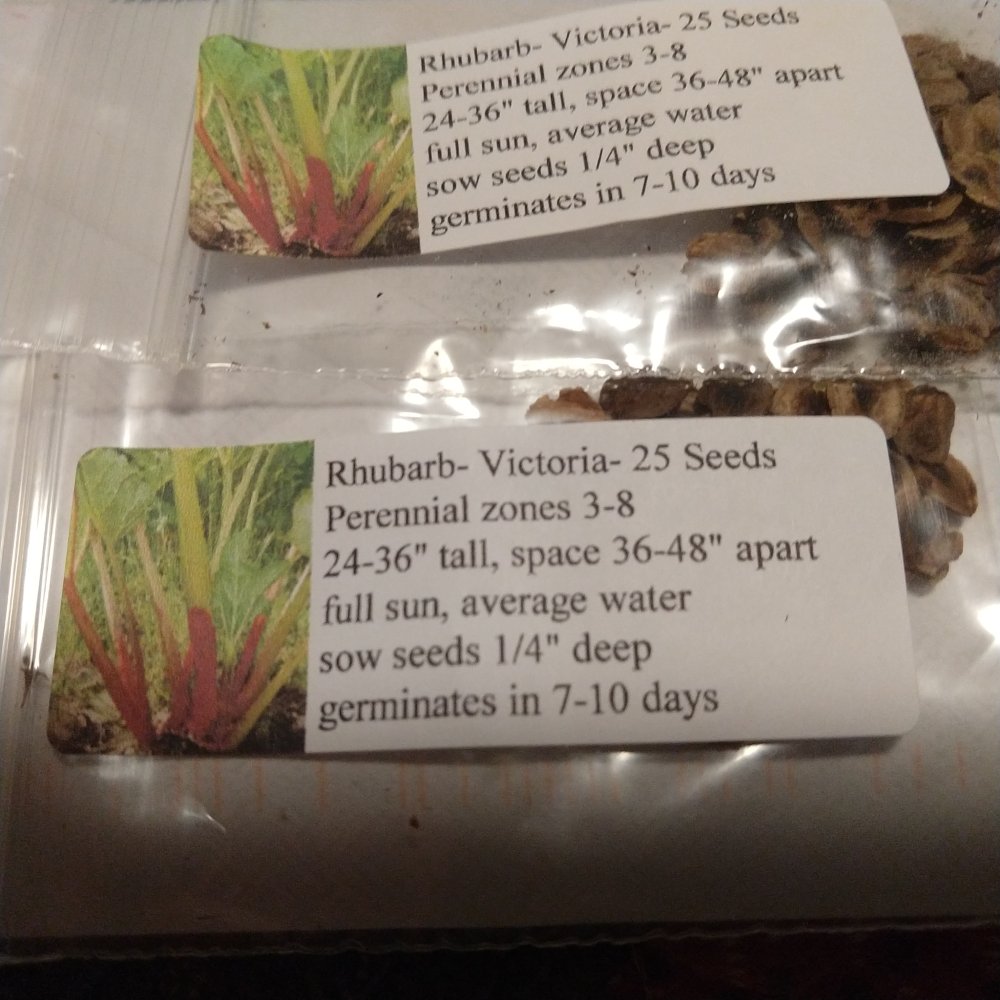 Rhubarb- Victoria- 25 Seeds
Perennial zones 3-8
24-36" tall, space 36-48" apart
full sun, average water
sow seeds 1/4" deep
germinates in 7-10 days
Rhubarb- Victoria- 25 Seeds
Perennial zones 3-8
24-36" tall, space 36-48" apart
full sun, average water
sow seeds 1/4" deep
germinates in 7-10 days